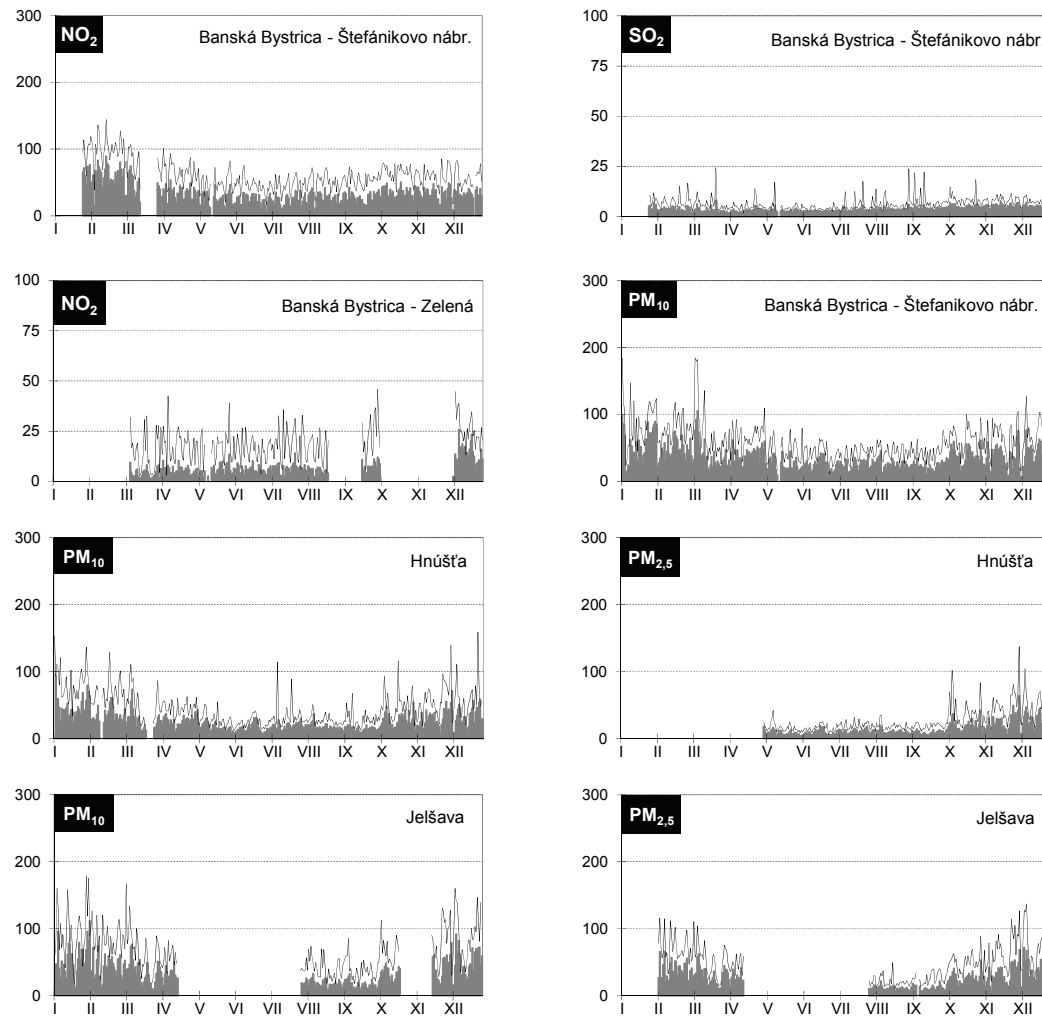 NO₂ Banská Bystrica - Štefánikovo nábr.
300
200
100
0
I II III IV V VI VII VIII IX X XI XII
SO₂ Banská Bystrica - Štefánikovo nábr
100
75
50
25
0
I II III IV V VI VII VIII IX X XI XII
NO₂ Banská Bystrica - Zelená
100
75
50
25
0
I II III IV V VI VII VIII IX X XI XII
PM₁₀ Banská Bystrica - Štefanikovo nábr.
300
200
100
0
I II III IV V VI VII VIII IX X XI XII
PM₁₀ Hnúšťa
300
200
100
0
I II III IV V VI VII VIII IX X XI XII
PM₂,₅ Hnúšťa
300
200
100
0
I II III IV V VI VII VIII IX X XI XII
PM₁₀ Jelšava
300
200
100
0
I II III IV V VI VII VIII IX X XI XII
PM₂,₅ Jelšava
300
200
100
0
I II III IV V VI VII VIII IX X XI XII